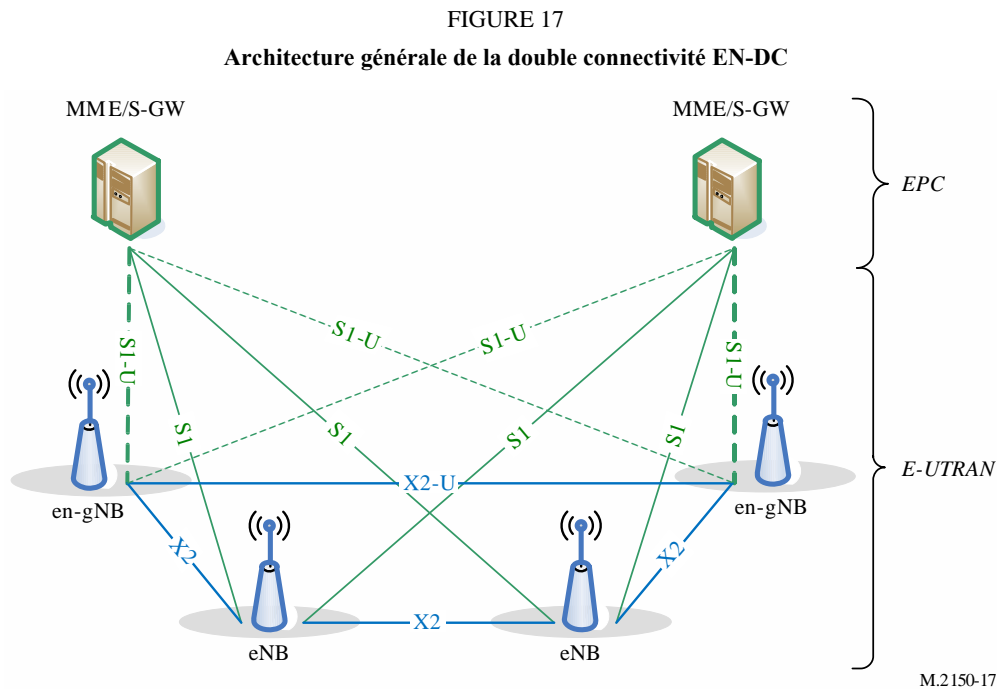 FIGURE 17
Architecture générale de la double connectivité EN-DC
MME/S-GW
MME/S-GW
EPC
S1-U
S1-U
S1-U
S1-U
S1
S1
S1
S1
E-UTRAN
X2-U
en-gNB
en-gNB
X2
X2
X2
eNB
eNB
M.2150-17